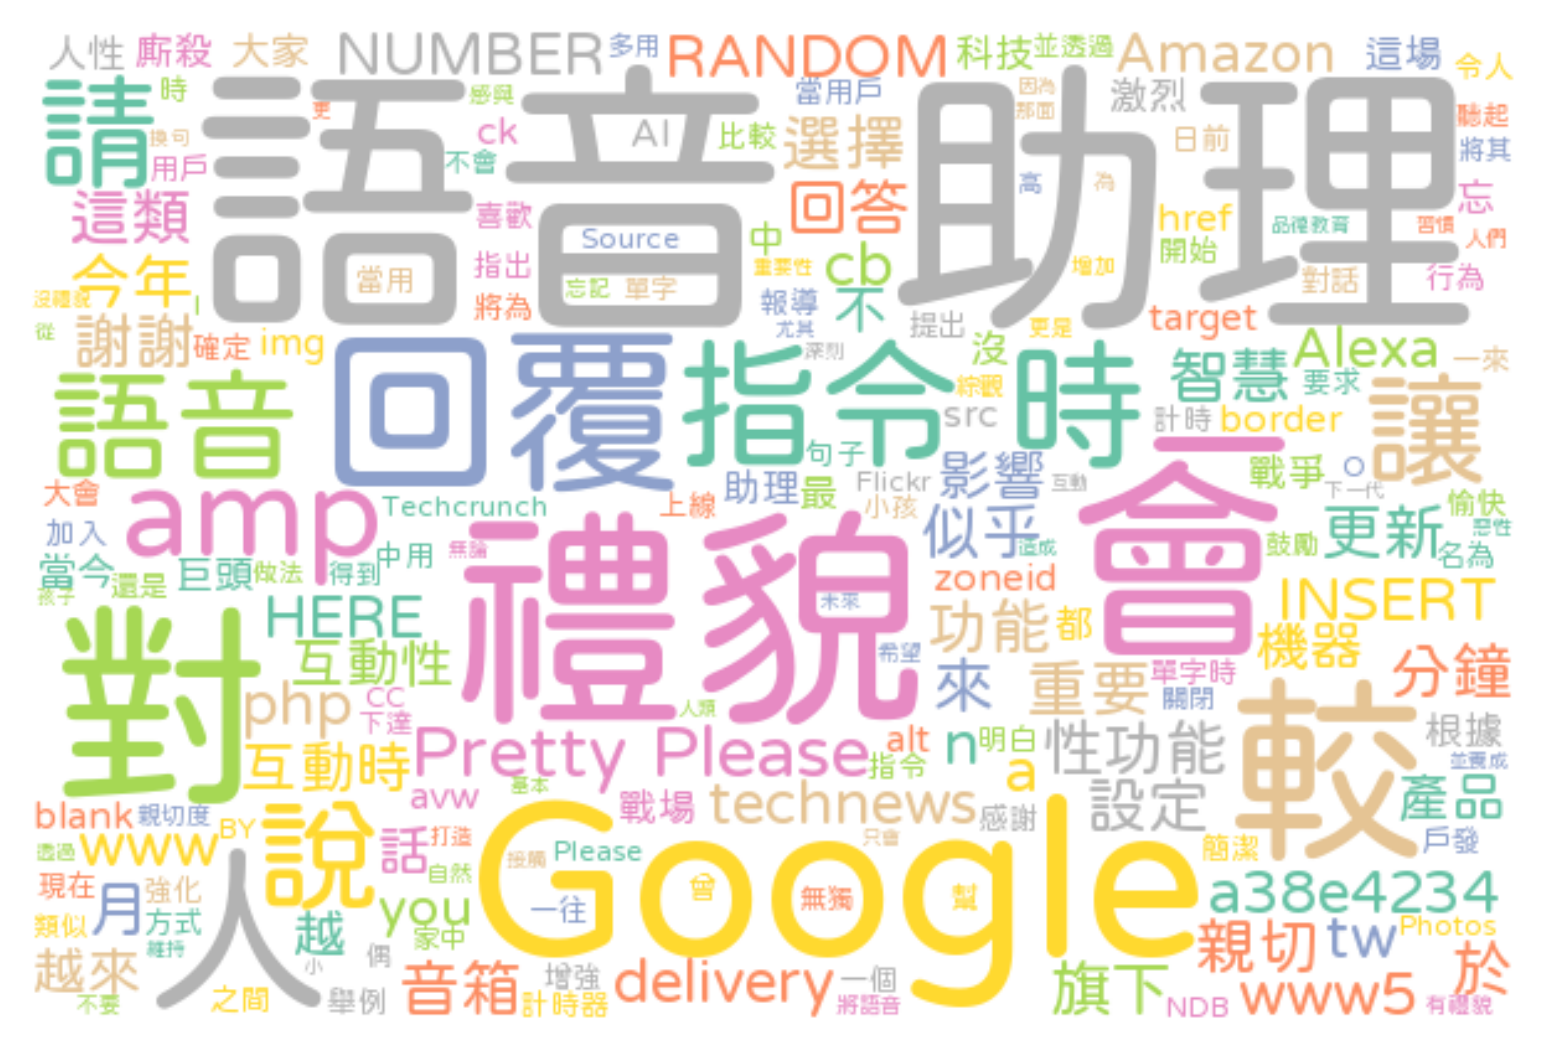 人性 廝殺 大家 NUMBER 多用 RANDOM 科技 並透過 Amazon 這場 令人
請 時 語音助理 更 感興 當用戶 因為 激烈 聽起
換句 ck AI 比較 選擇 那面 日前 將其
用戶 不會 高 為 忘
這類 喜歡 Source 回答 中 href 品德教育 習慣 人們
今年 當用 指出 忘記 單字 重要性 cb 增加 開始 對話 行為
沒禮貌 I 將為 報導 不
從 謝謝 確定 img 尤其 提出 更是 target
語音 回覆 指令時 深刻 沒 智慧 Alexa 一來
綜觀 src 計時 要求 border 讓
句子 影響 互動 戰爭 O 下一代
大會 amp Techcrunch 上線 助理 最 Flickr 小孩 會 愉快
加入 無論 禮貌 似乎 造成 鼓勵 更新 惡性 名為
當今 還是 巨頭 做法 得到 中用 zoneid
孩子 對 HERE 未來 功能 都 INSERT
互動性 希望 來 重要 單字時 機器 分鐘
php CC 下達 人類 關閉 較
互動時 Pretty Please alt n 明白 a 性功能 根據 並養成
基本 指令
avw 戰場 technews 感謝 設定 產品
blank 親切度 BY 說 話 打造 只會 戶發
透過 www 人 接觸 Please Google 簡潔
現在 月 強化 自然 一往 曾 無獨 幫 a38e4234
類似 方式 越 you 家中 親切 tw Photos
越來 維持 小 偶 音箱 增強 delivery 一個 旗下 於
不要 之間 舉例 計時器 將語音 NDB www5 有禮貌